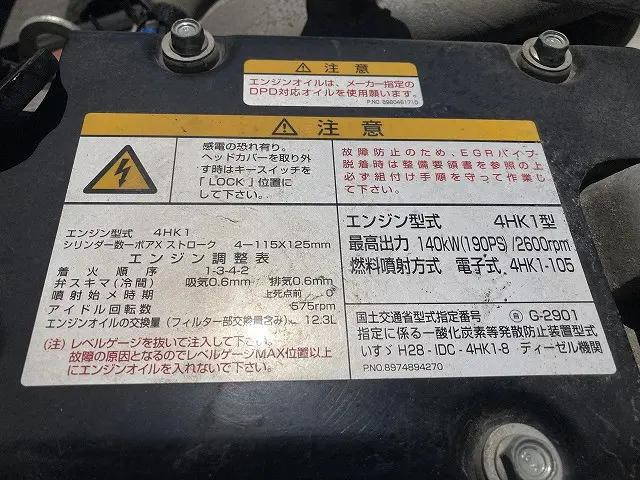 注意
エンジンオイルは、メーカー指定の
DPD対応オイルを使用願います。
P.NO. 8980461710
注意
感電の恐れ有り。
ヘッドカバーを取り外
す時はキースイッチを
「LOCK」位置に
して下さい。
故障防止のため、EGRパイプ
脱着時は整備要領書を参照の上
必ず組付け手順を守って作業し
て下さい。
エンジン型式 4HK1
シリンダー数−ボアX ストローク 4−115X125mm
エンジン調整表
着火順序 1-3-4-2
弁スキマ(冷間) 吸気0.6mm 排気0.6mm
噴射始メ時期 上死点前 0°
アイドル回転数 575rpm
エンジンオイルの交換量(フィルター部交換量含み) 12.3L
(注) レベルゲージを抜いて注入して下さい。
故障の原因となるのでレベルゲージMAX位置以上
にエンジンオイルを入れないで下さい。
エンジン型式 4HK1型
最高出力 140kW(190PS)/2600rpm
燃料噴射方式 電子式, 4HK1-105
国土交通省型式指定番号 G-2901
指定に係る一酸化炭素等発散防止装置型式
いすゞ H28-IDC-4HK1-8 ディーゼル機関
P.NO. 8974894270